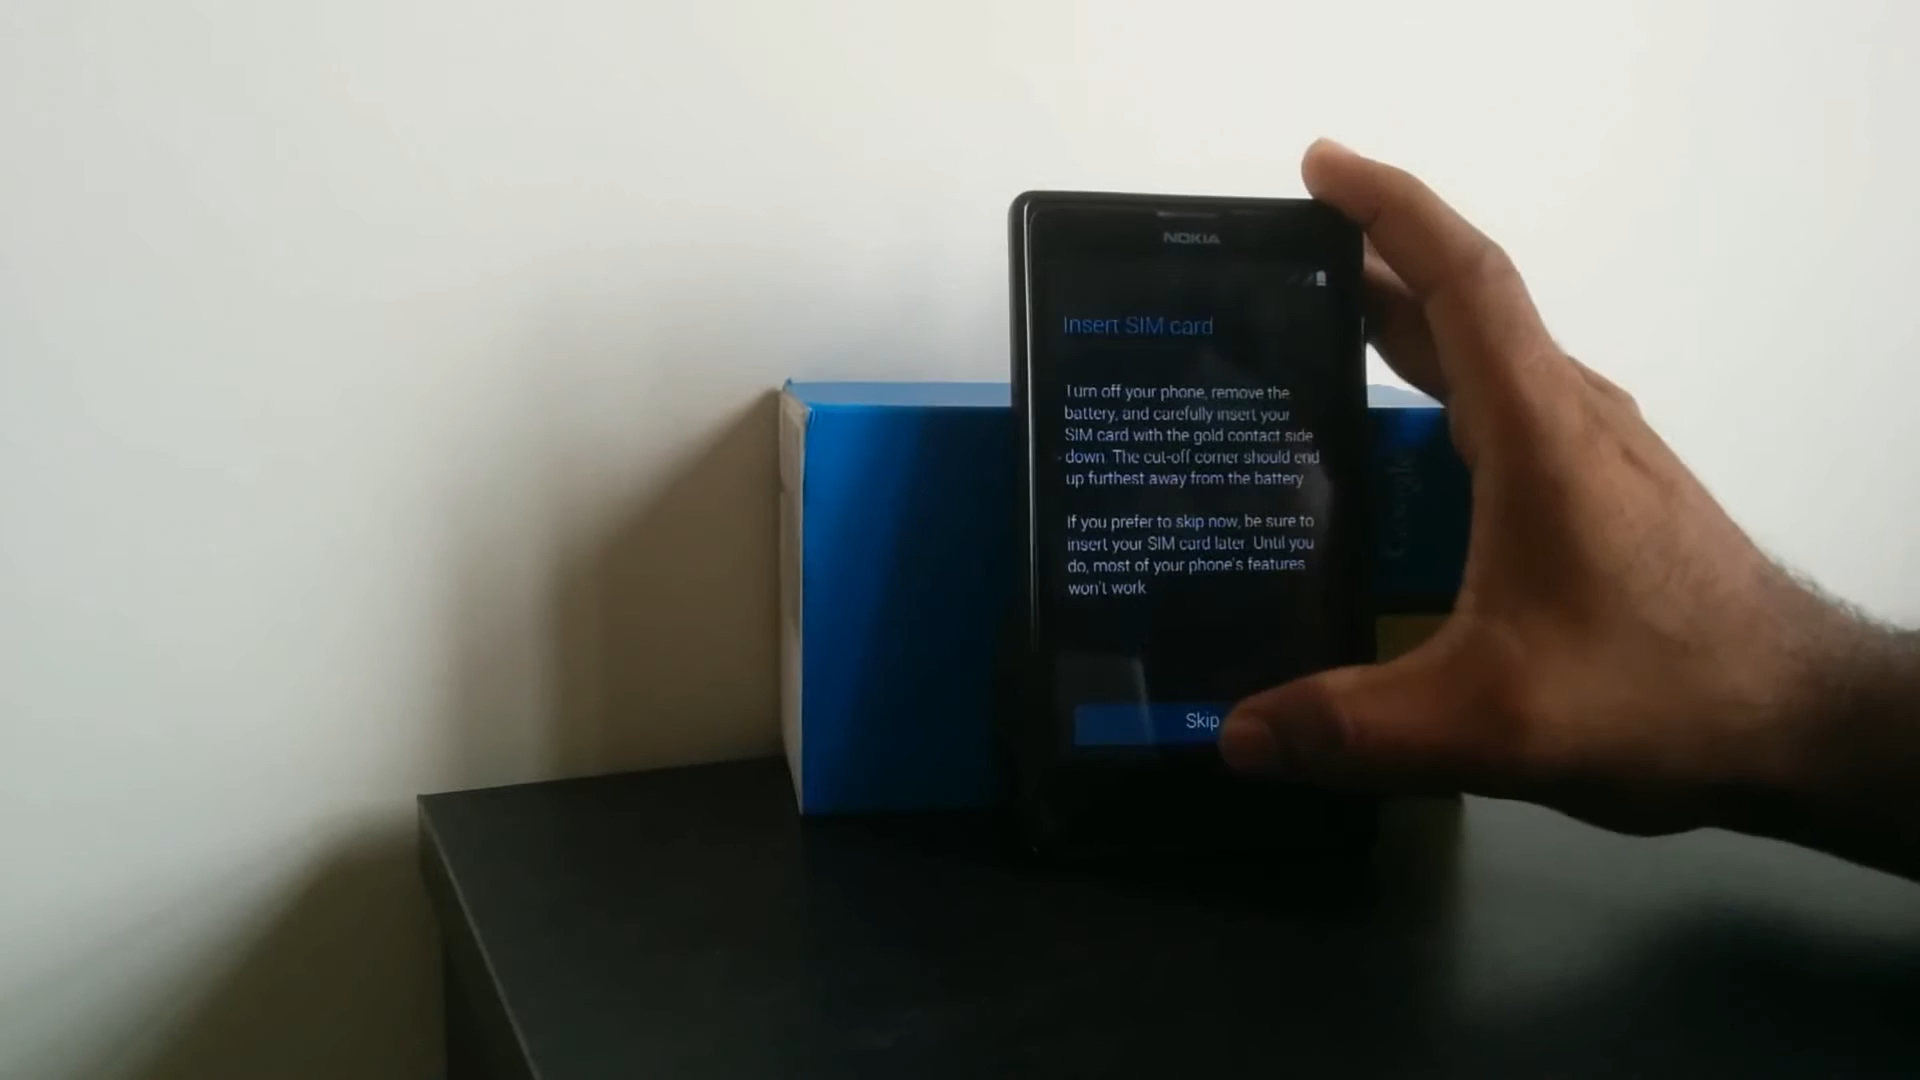 NOKIA
Insert SIM card
Turn off your phone, remove the
battery, and carefully insert your
SIM card with the gold contact side
down. The cut-off corner should end
up furthest away from the battery
If you prefer to skip now, be sure to
insert your SIM card later. Until you
do, most of your phone's features
won't work
Skip
Google